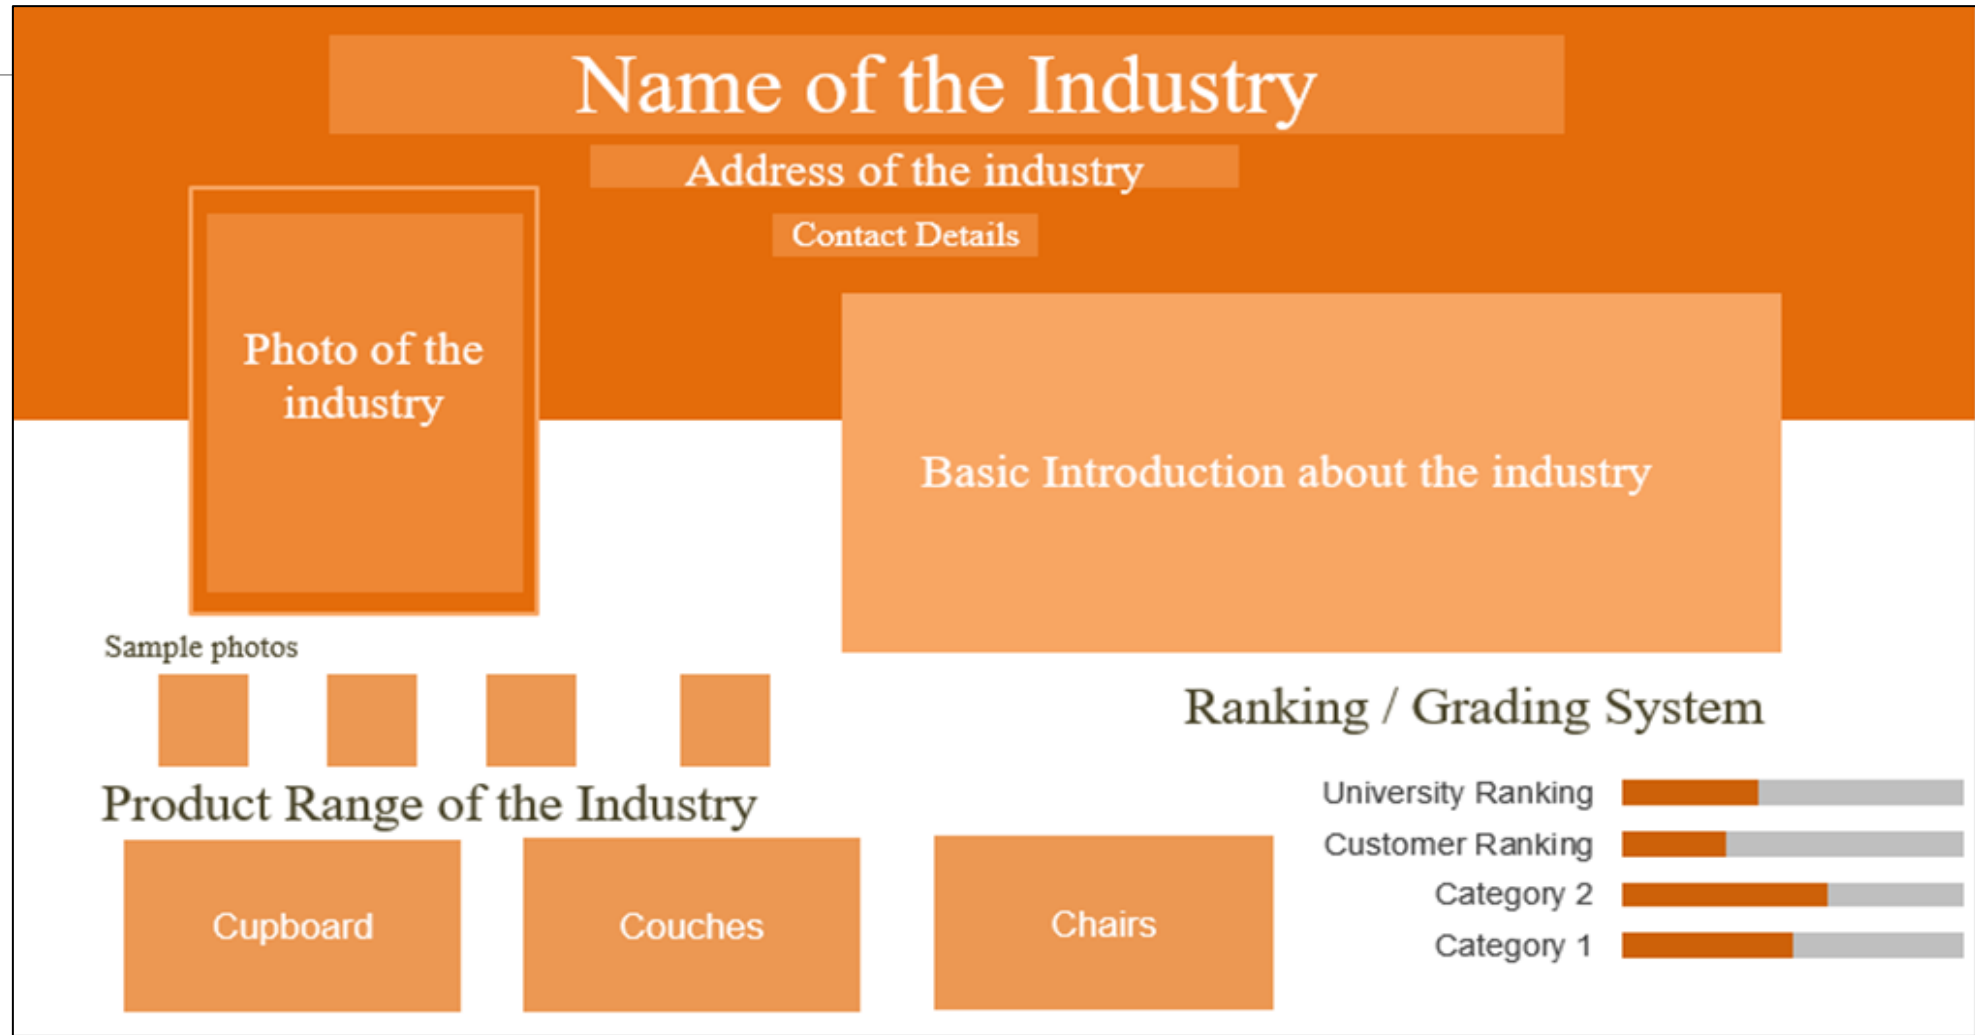 Name of the Industry
Address of the industry
Contact Details
Photo of the
industry
Basic Introduction about the industry
Sample photos
Product Range of the Industry
Cupboard
Couches
Chairs
Ranking / Grading System
University Ranking
Customer Ranking
Category 2
Category 1